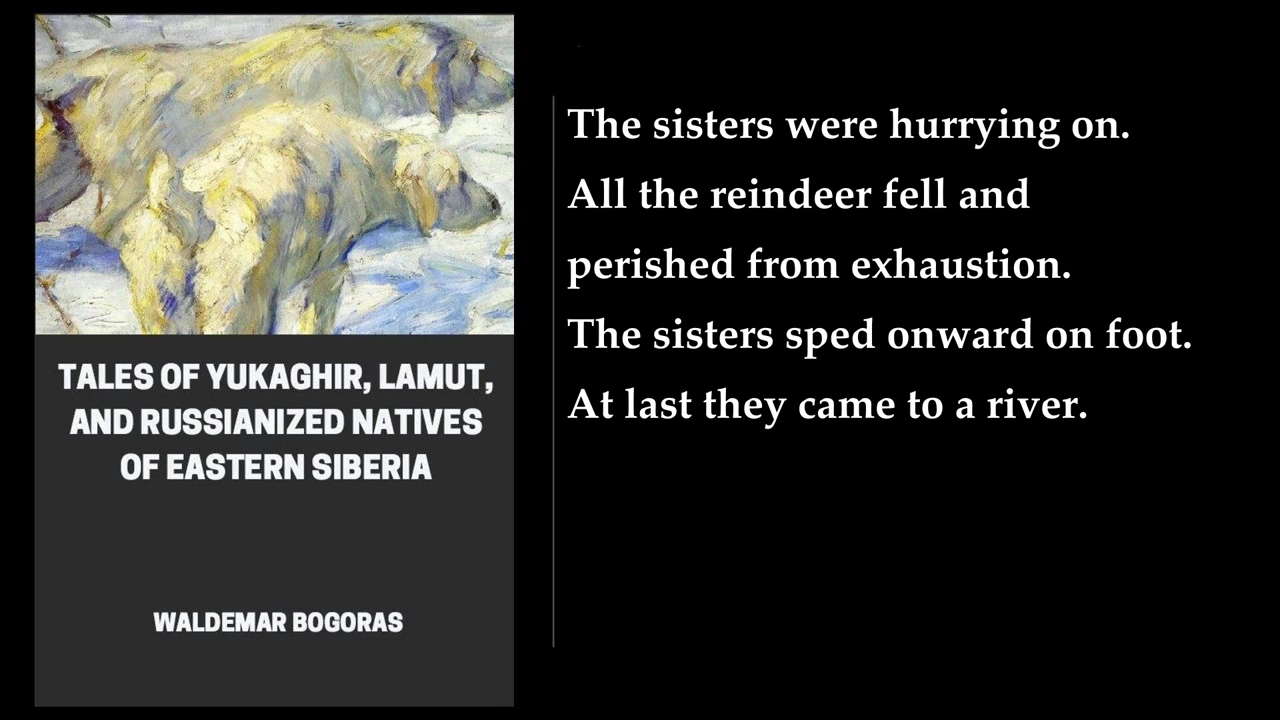 TALES OF YUKAGHIR, LAMUT,
AND RUSSIANIZED NATIVES
OF EASTERN SIBERIA
WALDEMAR BOGORAS
The sisters were hurrying on.
All the reindeer fell and
perished from exhaustion.
The sisters sped onward on foot.
At last they came to a river.